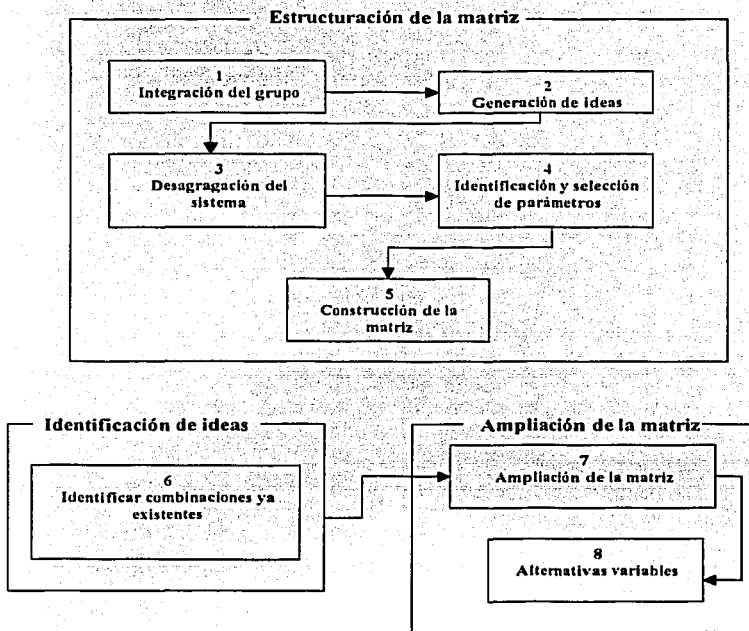 Estructuración de la matriz
1
Integración del grupo
2
Generación de ideas
3
Desagragación del
sistema
4
Identificación y selección
de parámetros
5
Construcción de la
matriz
Identificación de ideas
6
Identificar combinaciones ya
existentes
Ampliación de la matriz
7
Ampliación de la matriz
8
Alternativas variables